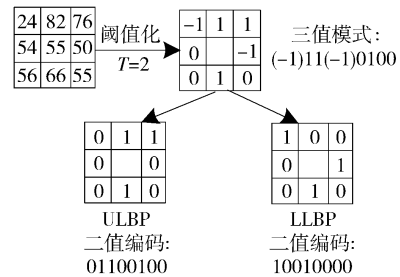 24 82 76
54 55 50
56 66 55
阈值化
T=2
-1 1 1
0 -1
0 1 0
三值模式:
(-1)11(-1)0100
0 1 1
0 0
0 1 0
ULBP
二值编码:
01100100
1 0 0
0 1
0 1 0
LLBP
二值编码:
10010000